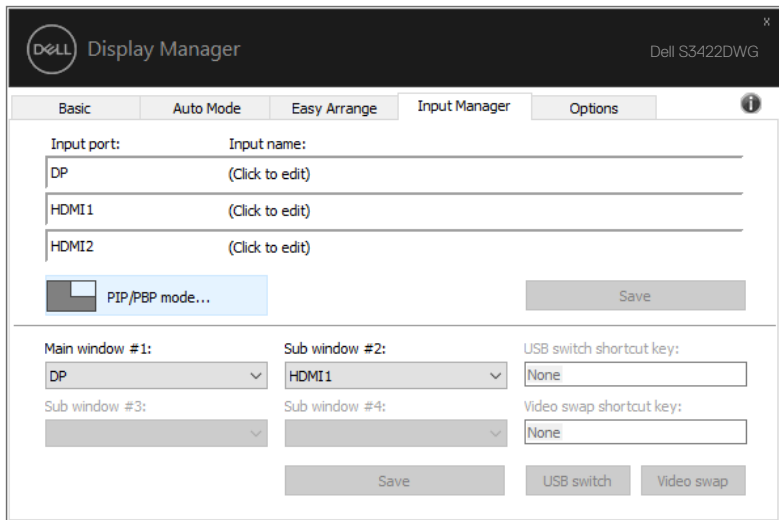 x
DELL Display Manager
Dell S3422DWG
Basic Auto Mode Easy Arrange Input Manager Options i
Input port: Input name:
DP (Click to edit)
HDMI1 (Click to edit)
HDMI2 (Click to edit)
PIP/PBP mode... Save
Main window #1: Sub window #2: USB switch shortcut key:
DP HDMI1 None
Sub window #3: Sub window #4: Video swap shortcut key:
None
Save USB switch Video swap